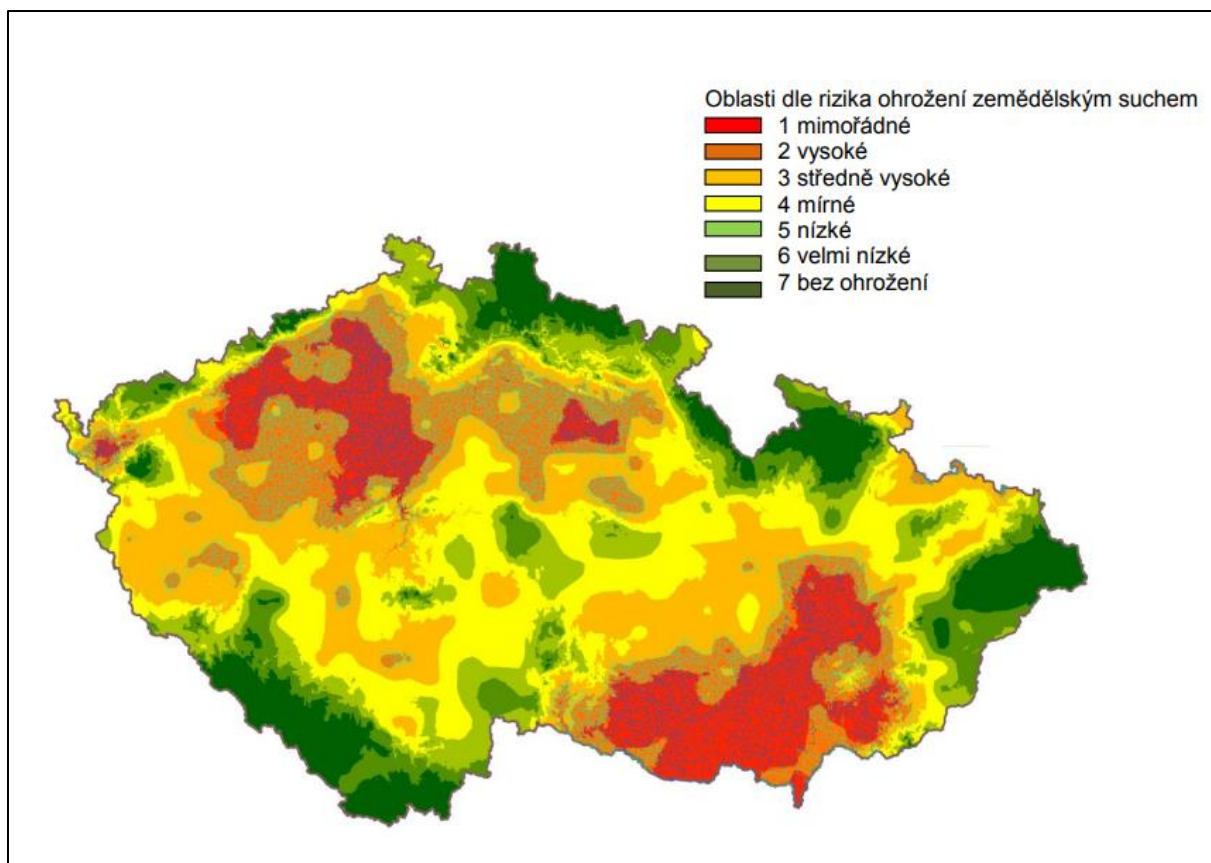 Oblasti dle rizika ohrožení zemědělským suchem
1 mimořádné
2 vysoké
3 středně vysoké
4 mírné
5 nízké
6 velmi nízké
7 bez ohrožení